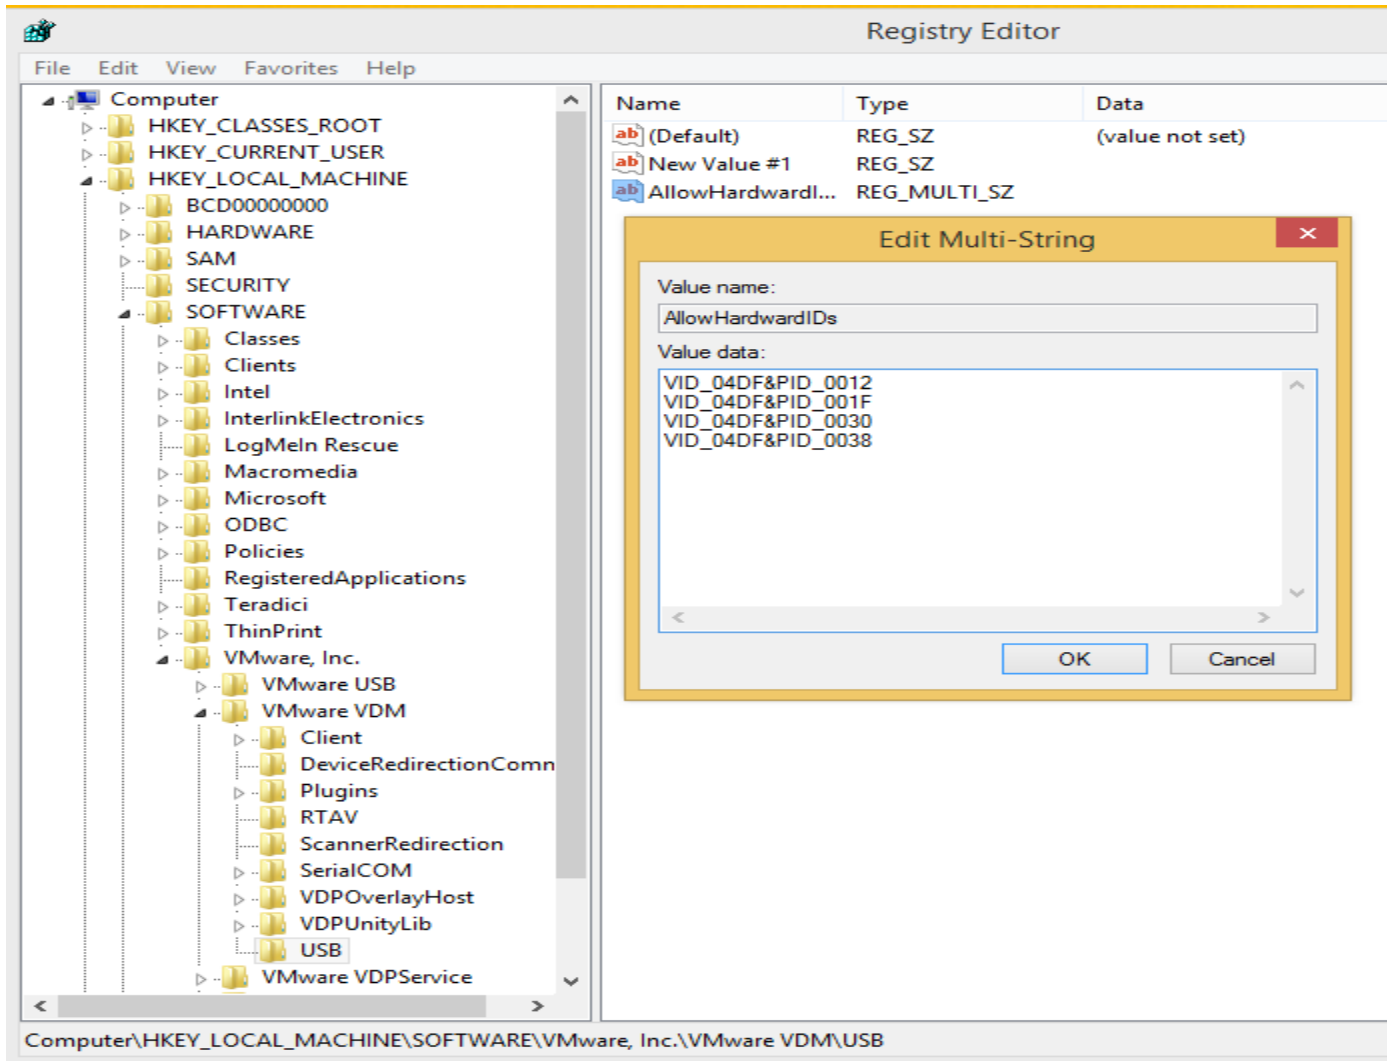 Registry Editor
File Edit View Favorites Help
Computer
HKEY_CLASSES_ROOT
HKEY_CURRENT_USER
HKEY_LOCAL_MACHINE
BCD00000000
HARDWARE
SAM
SECURITY
SOFTWARE
Classes
Clients
Intel
InterlinkElectronics
LogMeIn Rescue
Macromedia
Microsoft
ODBC
Policies
RegisteredApplications
Teradici
ThinPrint
VMware, Inc.
VMware USB
VMware VDM
Client
DeviceRedirectionComn
Plugins
RTAV
ScannerRedirection
SerialCOM
VDPOverlayHost
VDPUnityLib
USB
VMware VDPService
Name Type Data
ab (Default) REG_SZ (value not set)
ab New Value #1 REG_SZ
ab AllowHardwardI... REG_MULTI_SZ
Edit Multi-String
Value name:
AllowHardwardIDs
Value data:
VID_04DF&PID_0012
VID_04DF&PID_001F
VID_04DF&PID_0030
VID_04DF&PID_0038
OK Cancel
Computer\HKEY_LOCAL_MACHINE\SOFTWARE\VMware, Inc.\VMware VDM\USB